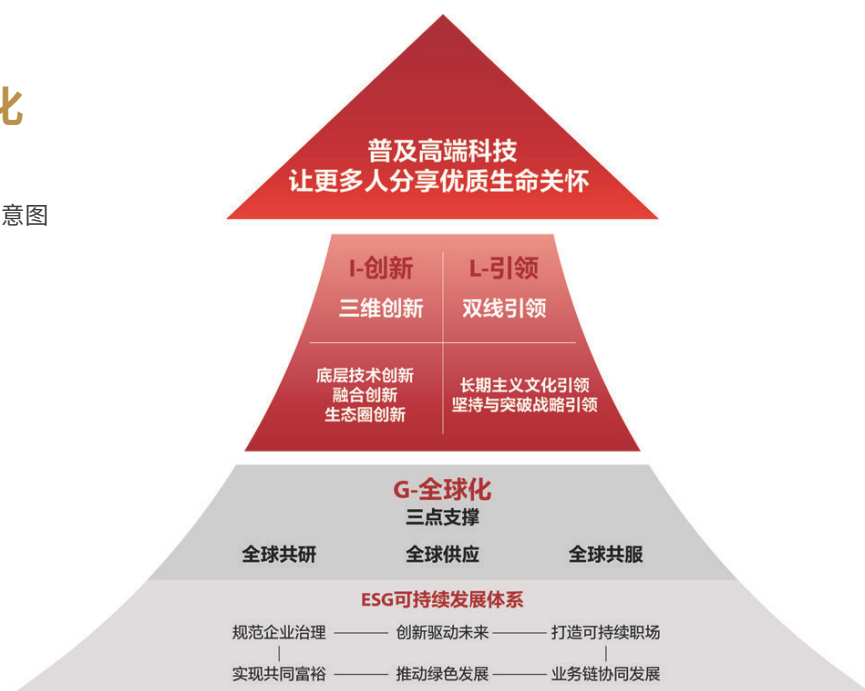 化
意图
普及高端科技
让更多人分享优质生命关怀
I-创新
L-引领
三维创新
双线引领
底层技术创新
融合创新
生态圈创新
长期主义文化引领
坚持与突破战略引领
G-全球化
三点支撑
全球共研
全球供应
全球共服
ESG可持续发展体系
规范企业治理
创新驱动未来
打造可持续职场
实现共同富裕
推动绿色发展
业务链协同发展